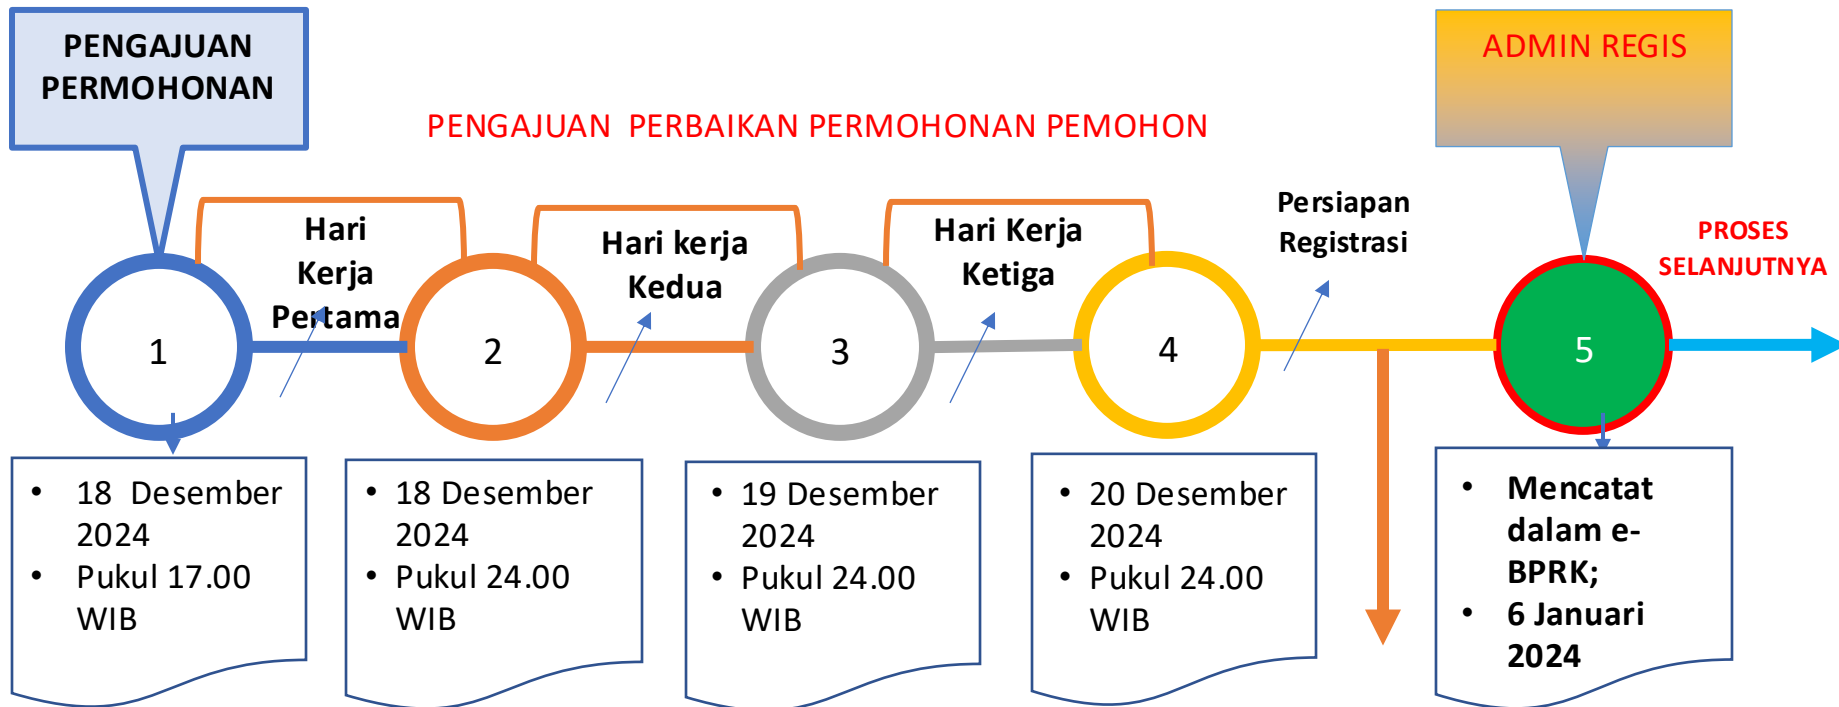 PENGAJUAN
PERMOHONAN
ADMIN REGIS
PENGAJUAN PERBAIKAN PERMOHONAN PEMOHON
Hari
Kerja
Pertama
Hari kerja
Kedua
Hari Kerja
Ketiga
Persiapan
Registrasi
PROSES
SELANJUTNYA
1
2
3
4
5
• 18 Desember
2024
• Pukul 17.00
WIB
• 18 Desember
2024
• Pukul 24.00
WIB
• 19 Desember
2024
• Pukul 24.00
WIB
• 20 Desember
2024
• Pukul 24.00
WIB
• Mencatat
dalam e-
BPRK;
• 6 Januari
2024